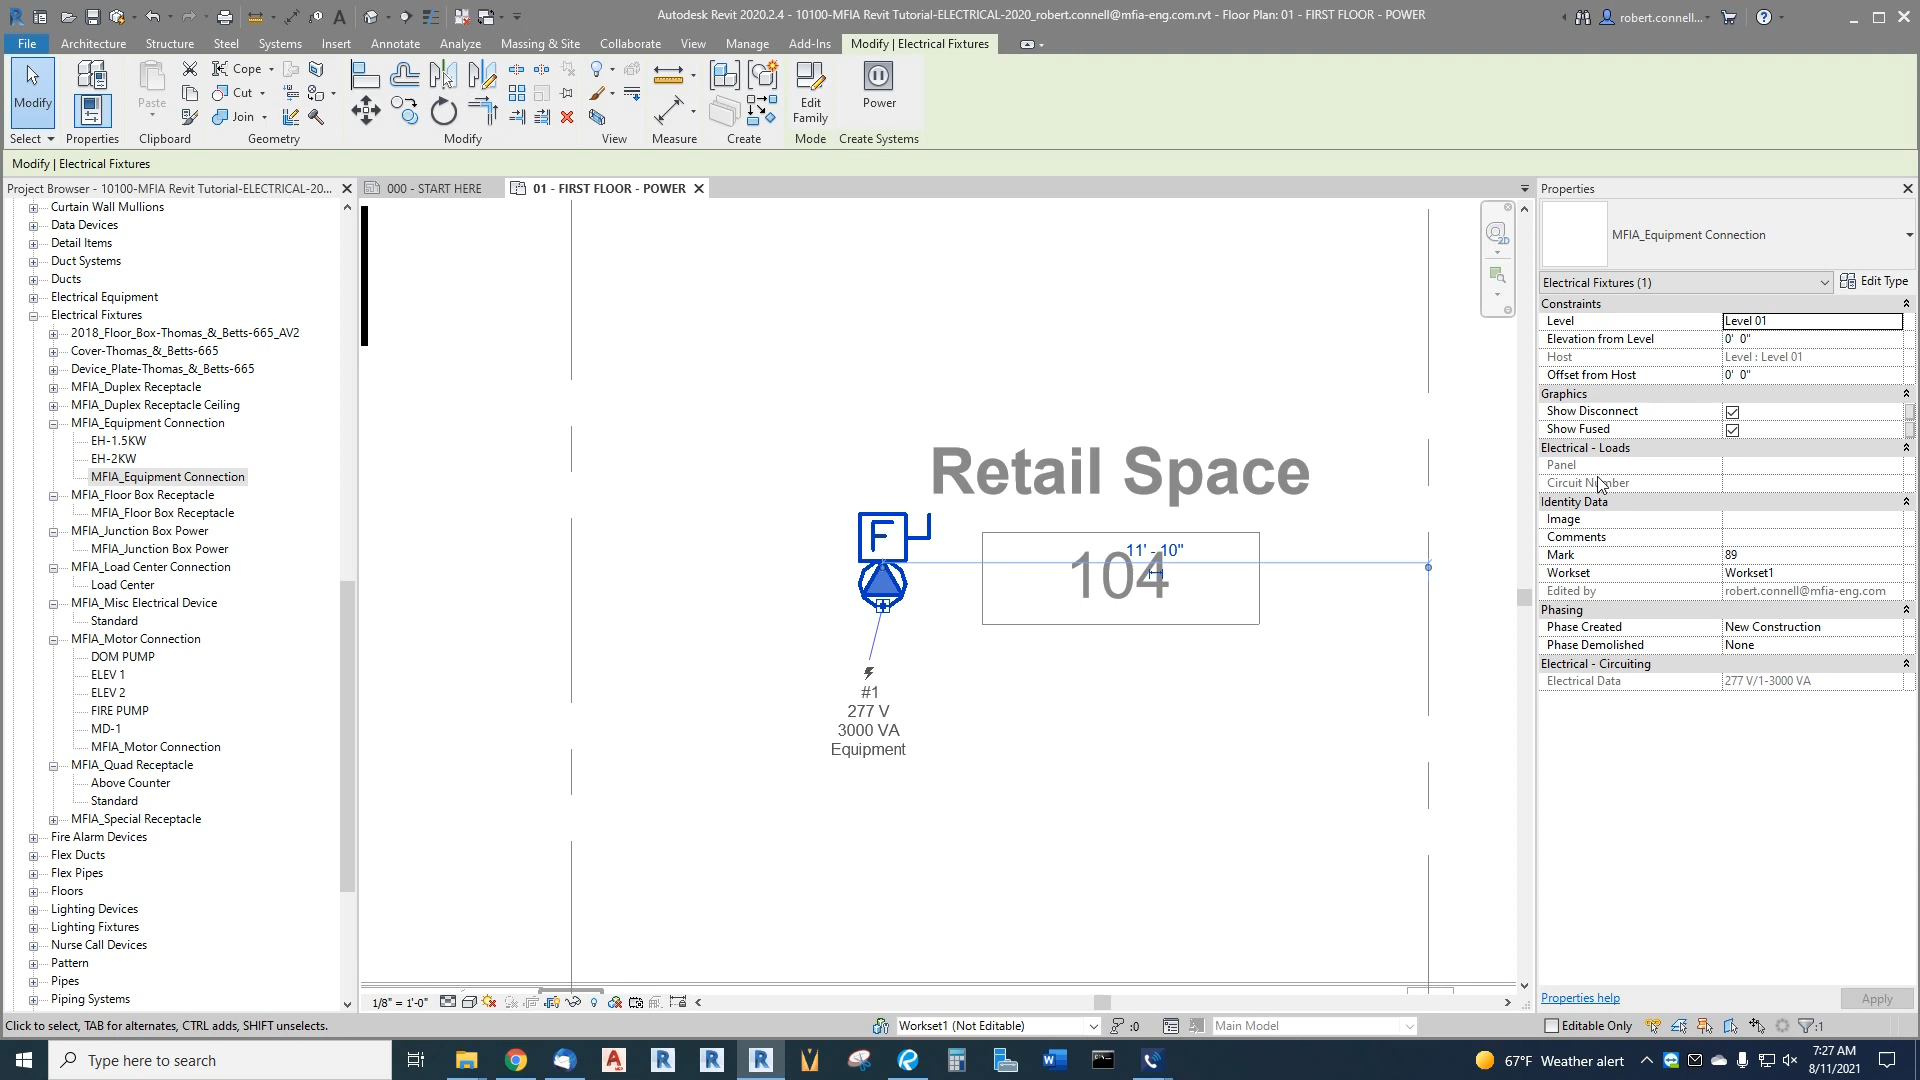 Autodesk Revit 2020.2.4 - 10100-MFIA Revit Tutorial-ELECTRICAL-2020_robert.connell@mfia-eng.com.rvt - Floor Plan: 01 - FIRST FLOOR - POWER
robert.connell...
File Architecture Structure Steel Systems Insert Annotate Analyze Massing & Site Collaborate View Manage Add-Ins Modify | Electrical Fixtures
Modify
Paste
Cope
Cut
Join
Edit Family
Power
Select Properties Clipboard Geometry Modify View Measure Create Mode Create Systems
Modify | Electrical Fixtures
Project Browser - 10100-MFIA Revit Tutorial-ELECTRICAL-20...
000 - START HERE
01 - FIRST FLOOR - POWER
Curtain Wall Mullions
Data Devices
Detail Items
Duct Systems
Ducts
Electrical Equipment
Electrical Fixtures
2018_Floor_Box-Thomas_&_Betts-665_AV2
Cover-Thomas_&_Betts-665
Device_Plate-Thomas_&_Betts-665
MFIA_Duplex Receptacle
MFIA_Duplex Receptacle Ceiling
MFIA_Equipment Connection
EH-1.5KW
EH-2KW
MFIA_Equipment Connection
MFIA_Floor Box Receptacle
MFIA_Floor Box Receptacle
MFIA_Junction Box Power
MFIA_Junction Box Power
MFIA_Load Center Connection
Load Center
MFIA_Misc Electrical Device
Standard
MFIA_Motor Connection
DOM PUMP
ELEV 1
ELEV 2
FIRE PUMP
MD-1
MFIA_Motor Connection
MFIA_Quad Receptacle
Above Counter
Standard
MFIA_Special Receptacle
Fire Alarm Devices
Flex Ducts
Flex Pipes
Floors
Lighting Devices
Lighting Fixtures
Nurse Call Devices
Pattern
Pipes
Piping Systems
2D
Retail Space
F
11' - 10"
104
#1
277 V
3000 VA
Equipment
Properties
MFIA_Equipment Connection
Electrical Fixtures (1)
Edit Type
Constraints
Level Level 01
Elevation from Level 0' 0"
Host Level : Level 01
Offset from Host 0' 0"
Graphics
Show Disconnect
Show Fused
Electrical - Loads
Panel
Circuit Number
Identity Data
Image
Comments
Mark 89
Workset Workset1
Edited by robert.connell@mfia-eng.com
Phasing
Phase Created New Construction
Phase Demolished None
Electrical - Circuiting
Electrical Data 277 V/1-3000 VA
Properties help
Apply
1/8" = 1'-0"
Click to select, TAB for alternates, CTRL adds, SHIFT unselects.
Workset1 (Not Editable)
:0
Main Model
Editable Only
:1
Type here to search
67°F Weather alert
7:27 AM
8/11/2021